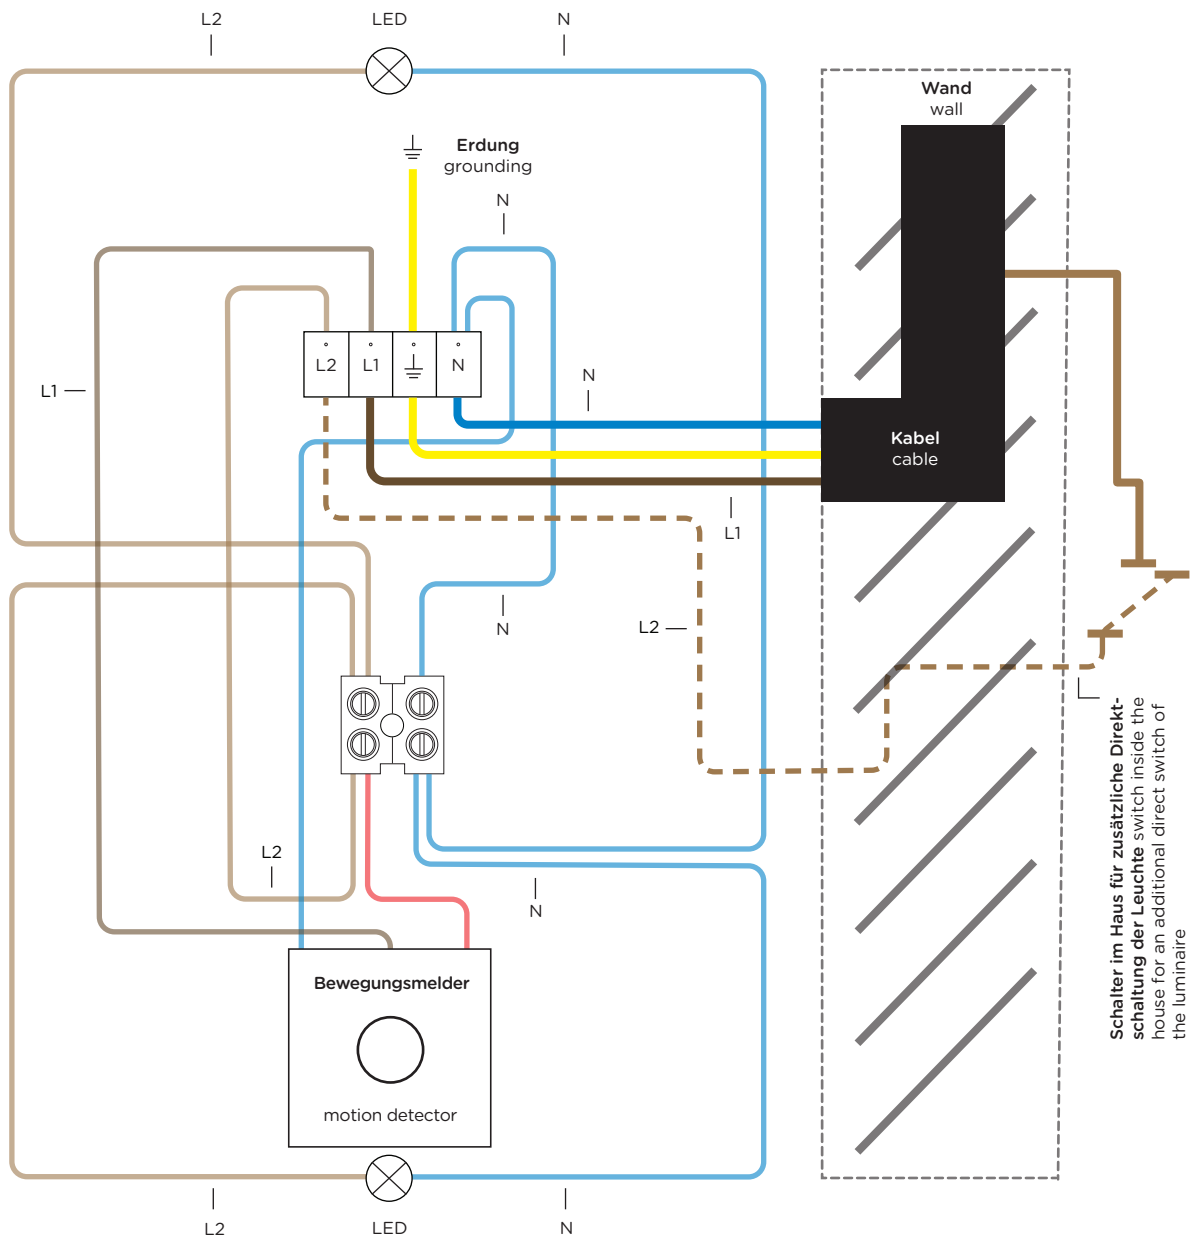 L2
LED
N
Wand
wall
Erdung
grounding
N
L2
L1
N
L1
N
Kabel
cable
L1
N
L2
L2
N
Schalter im Haus für zusätzliche Direkt-
schaltung der Leuchte switch inside the
house for an additional direct switch of
the luminaire
Bewegungsmelder
motion detector
L2
LED
N